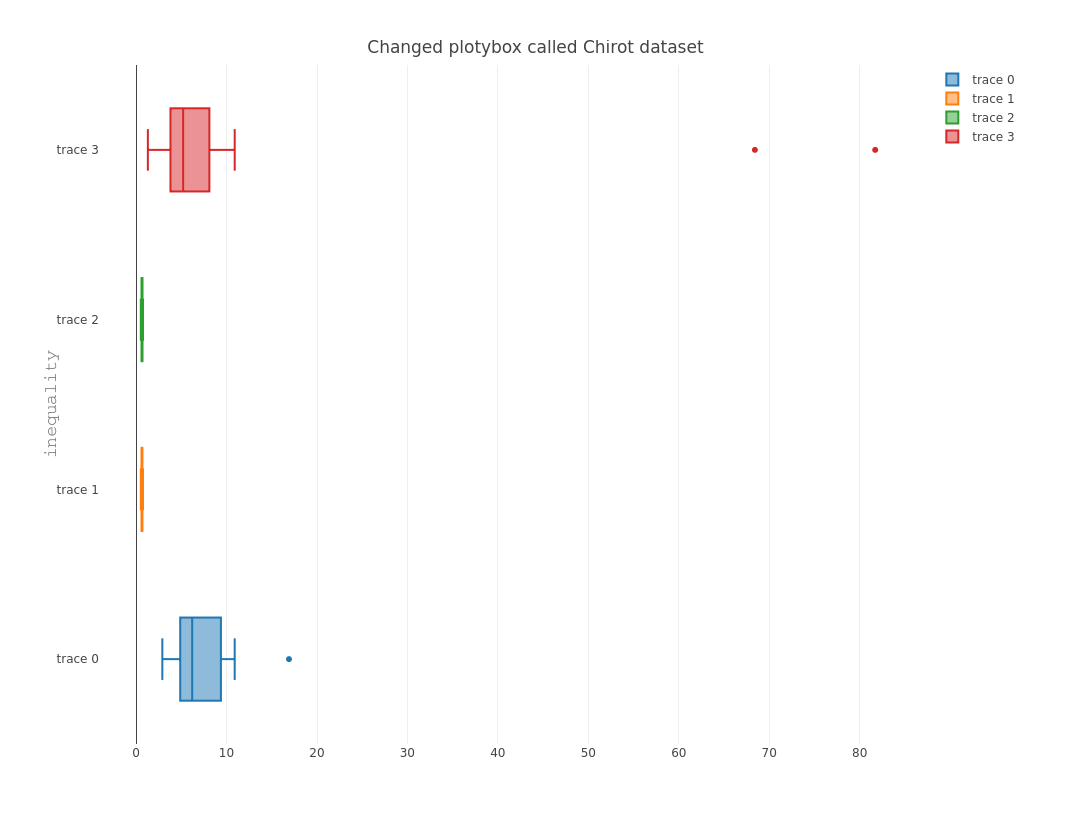 Changed plotybox called Chirot dataset
trace 0
trace 1
trace 2
trace 3
trace 3
trace 2
trace 1
trace 0
inequality
0 10 20 30 40 50 60 70 80